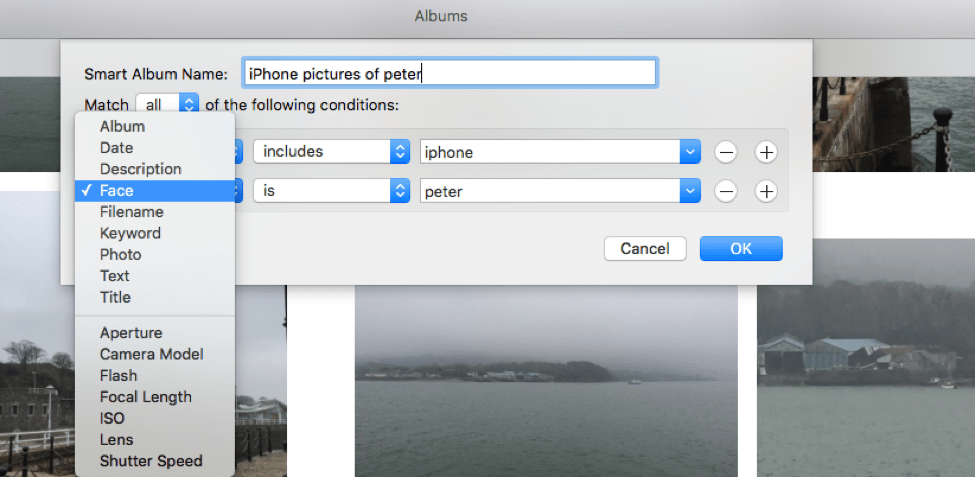 Albums
Smart Album Name: iPhone pictures of peter
Match all of the following conditions:
includes iphone
is peter
Album
Date
Description
✓ Face
Filename
Keyword
Photo
Text
Title
Aperture
Camera Model
Flash
Focal Length
ISO
Lens
Shutter Speed
Cancel OK